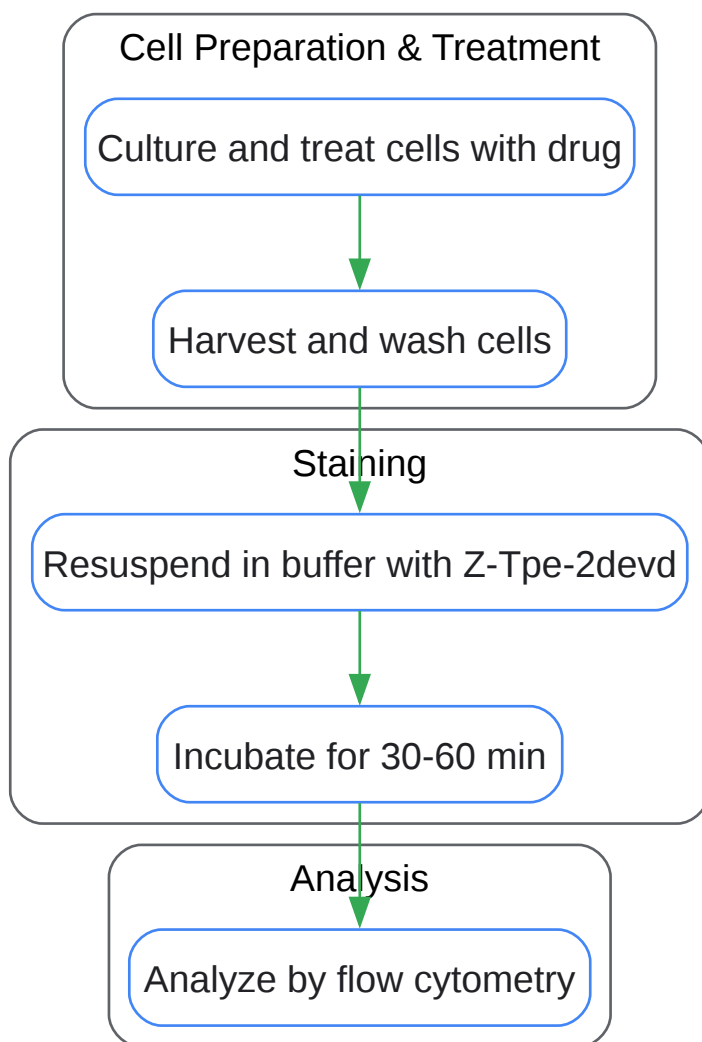 Cell Preparation & Treatment
Culture and treat cells with drug
Harvest and wash cells
Staining
Resuspend in buffer with Z-Tpe-2devd
Incubate for 30-60 min
Analysis
Analyze by flow cytometry